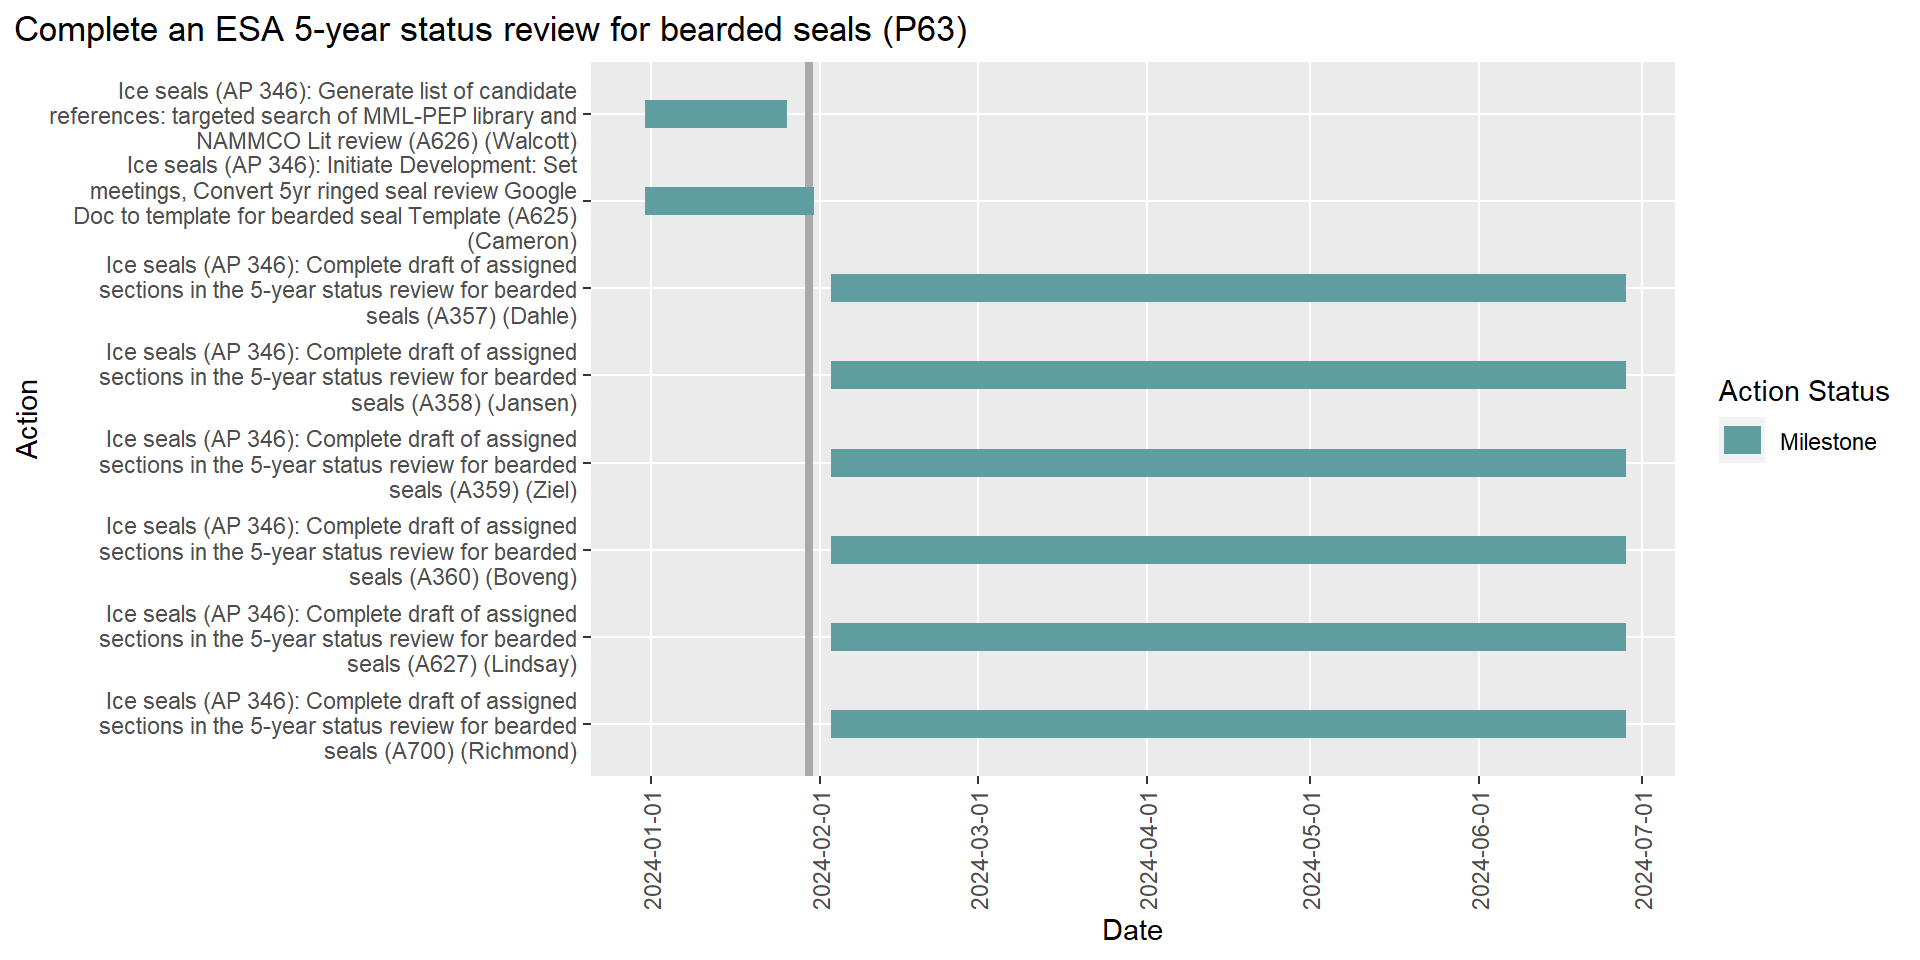 Complete an ESA 5-year status review for bearded seals (P63)
Ice seals (AP 346): Generate list of candidate
references: targeted search of MML-PEP library and
NAMMCO Lit review (A626) (Walcott)
Ice seals (AP 346): Initiate Development: Set
meetings, Convert 5yr ringed seal review Google
Doc to template for bearded seal Template (A625)
(Cameron)
Ice seals (AP 346): Complete draft of assigned
sections in the 5-year status review for bearded
seals (A357) (Dahle)
Ice seals (AP 346): Complete draft of assigned
sections in the 5-year status review for bearded
seals (A358) (Jansen)
Ice seals (AP 346): Complete draft of assigned
sections in the 5-year status review for bearded
seals (A359) (Ziel)
Ice seals (AP 346): Complete draft of assigned
sections in the 5-year status review for bearded
seals (A360) (Boveng)
Ice seals (AP 346): Complete draft of assigned
sections in the 5-year status review for bearded
seals (A627) (Lindsay)
Ice seals (AP 346): Complete draft of assigned
sections in the 5-year status review for bearded
seals (A700) (Richmond)
Action
2024-01-01
2024-02-01
2024-03-01
2024-04-01
2024-05-01
2024-06-01
2024-07-01
Date
Action Status
Milestone